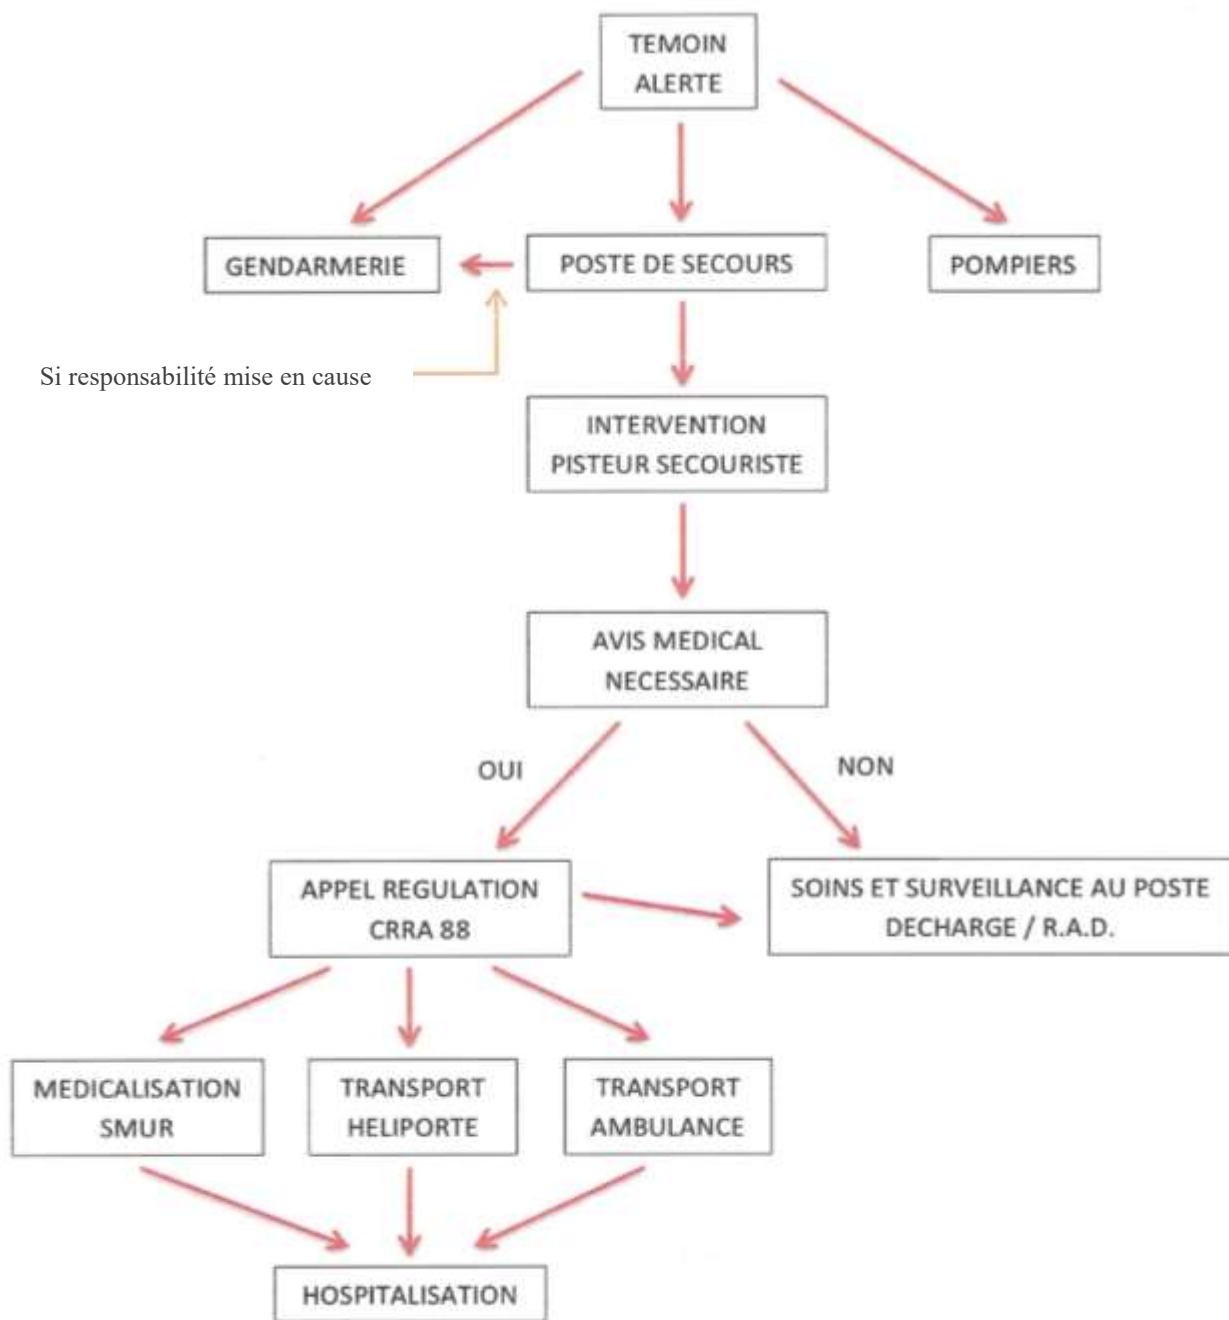 TEMOIN
ALERTE
GENDARMERIE
POSTE DE SECOURS
POMPIERS
Si responsabilité mise en cause
INTERVENTION
PISTEUR SECOURISTE
AVIS MEDICAL
NECESSAIRE
OUI
NON
APPEL REGULATION
CRRA 88
SOINS ET SURVEILLANCE AU POSTE
DECHARGE / R.A.D.
MEDICALISATION
SMUR
TRANSPORT
HELIPORTE
TRANSPORT
AMBULANCE
HOSPITALISATION